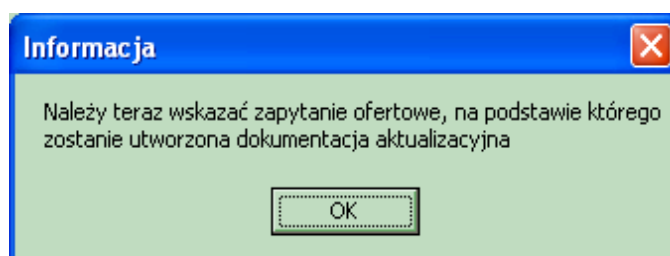 Informacja
Należy teraz wskazać zapytanie ofertowe, na podstawie którego
zostanie utworzona dokumentacja aktualizacyjna
OK